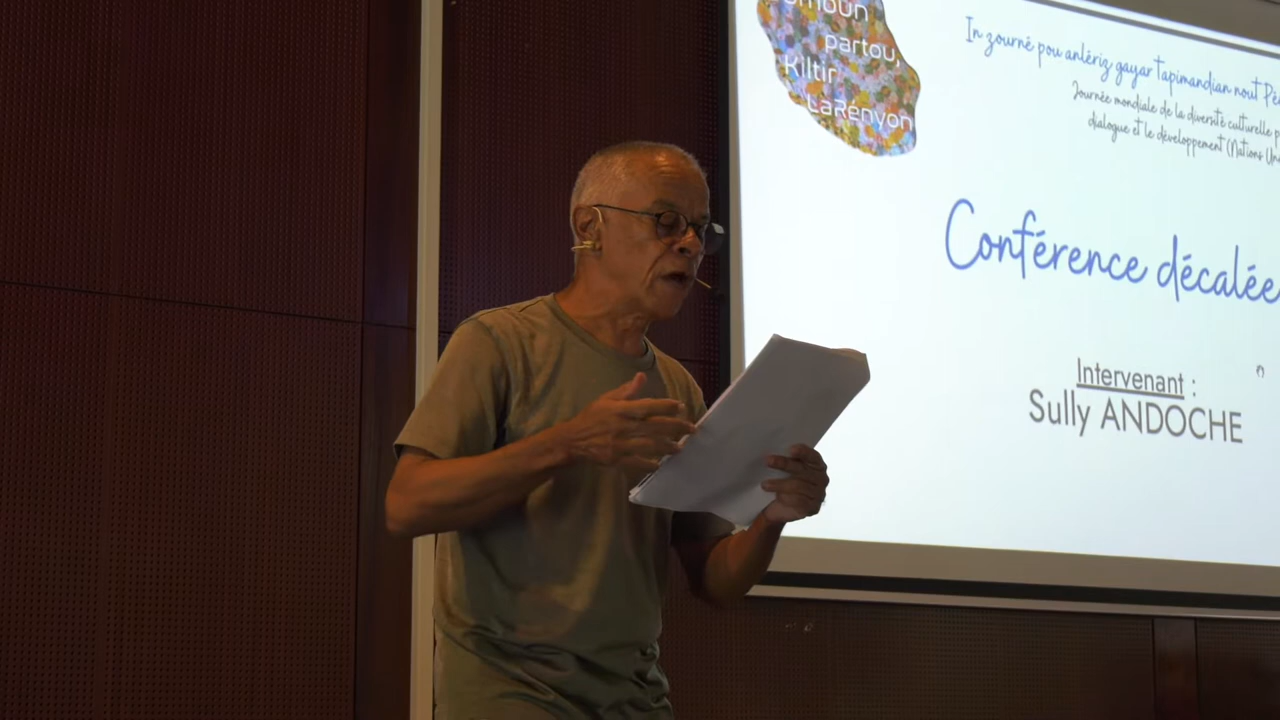 partou,
Kiltir
LaRényon
In zourné pou anlériz gayar tapimandian nout
Journée mondiale de la diversité culturelle
dialogue et le développement (Nations
Conférence décalée
Intervenant :
Sully ANDOCHE